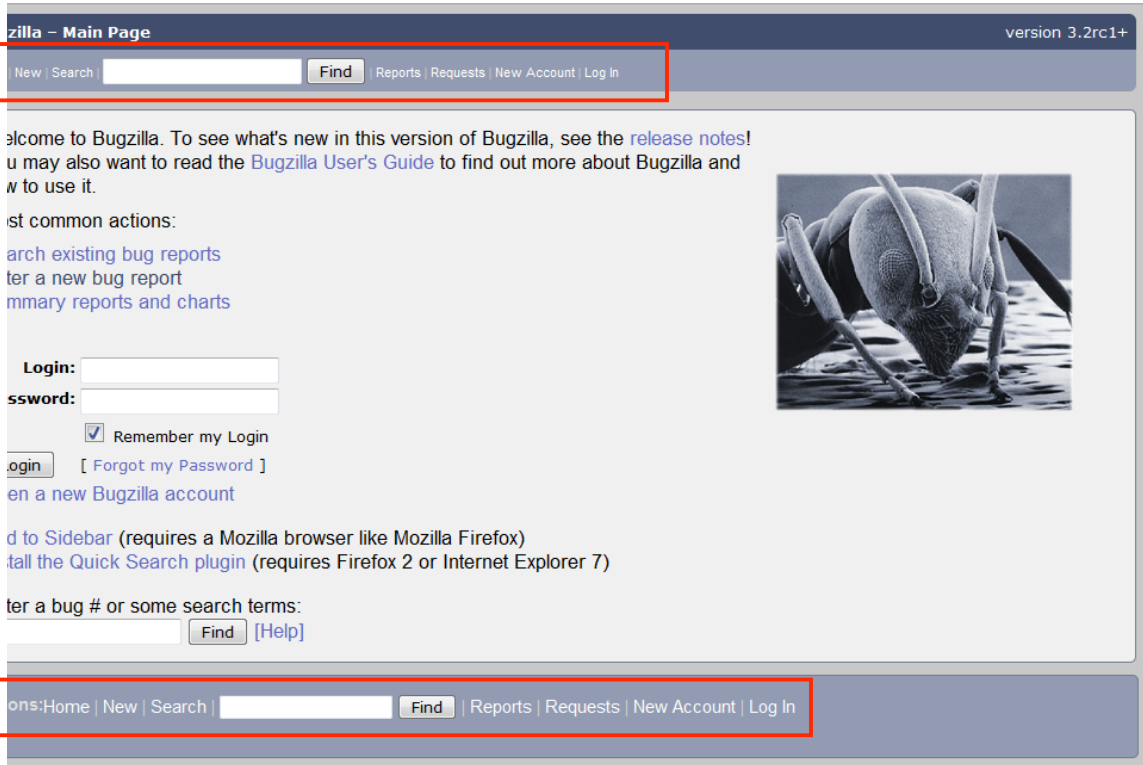 zilla – Main Page version 3.2rc1+
| New | Search | Find | Reports | Requests | New Account | Log In
elcome to Bugzilla. To see what's new in this version of Bugzilla, see the release notes!
u may also want to read the Bugzilla User's Guide to find out more about Bugzilla and
w to use it.
ost common actions:
arch existing bug reports
ter a new bug report
mmary reports and charts
Login:
ssword:
Remember my Login
ogin [ Forgot my Password ]
en a new Bugzilla account
d to Sidebar (requires a Mozilla browser like Mozilla Firefox)
stall the Quick Search plugin (requires Firefox 2 or Internet Explorer 7)
ter a bug # or some search terms:
Find [Help]
ons:Home | New | Search | Find | Reports | Requests | New Account | Log In